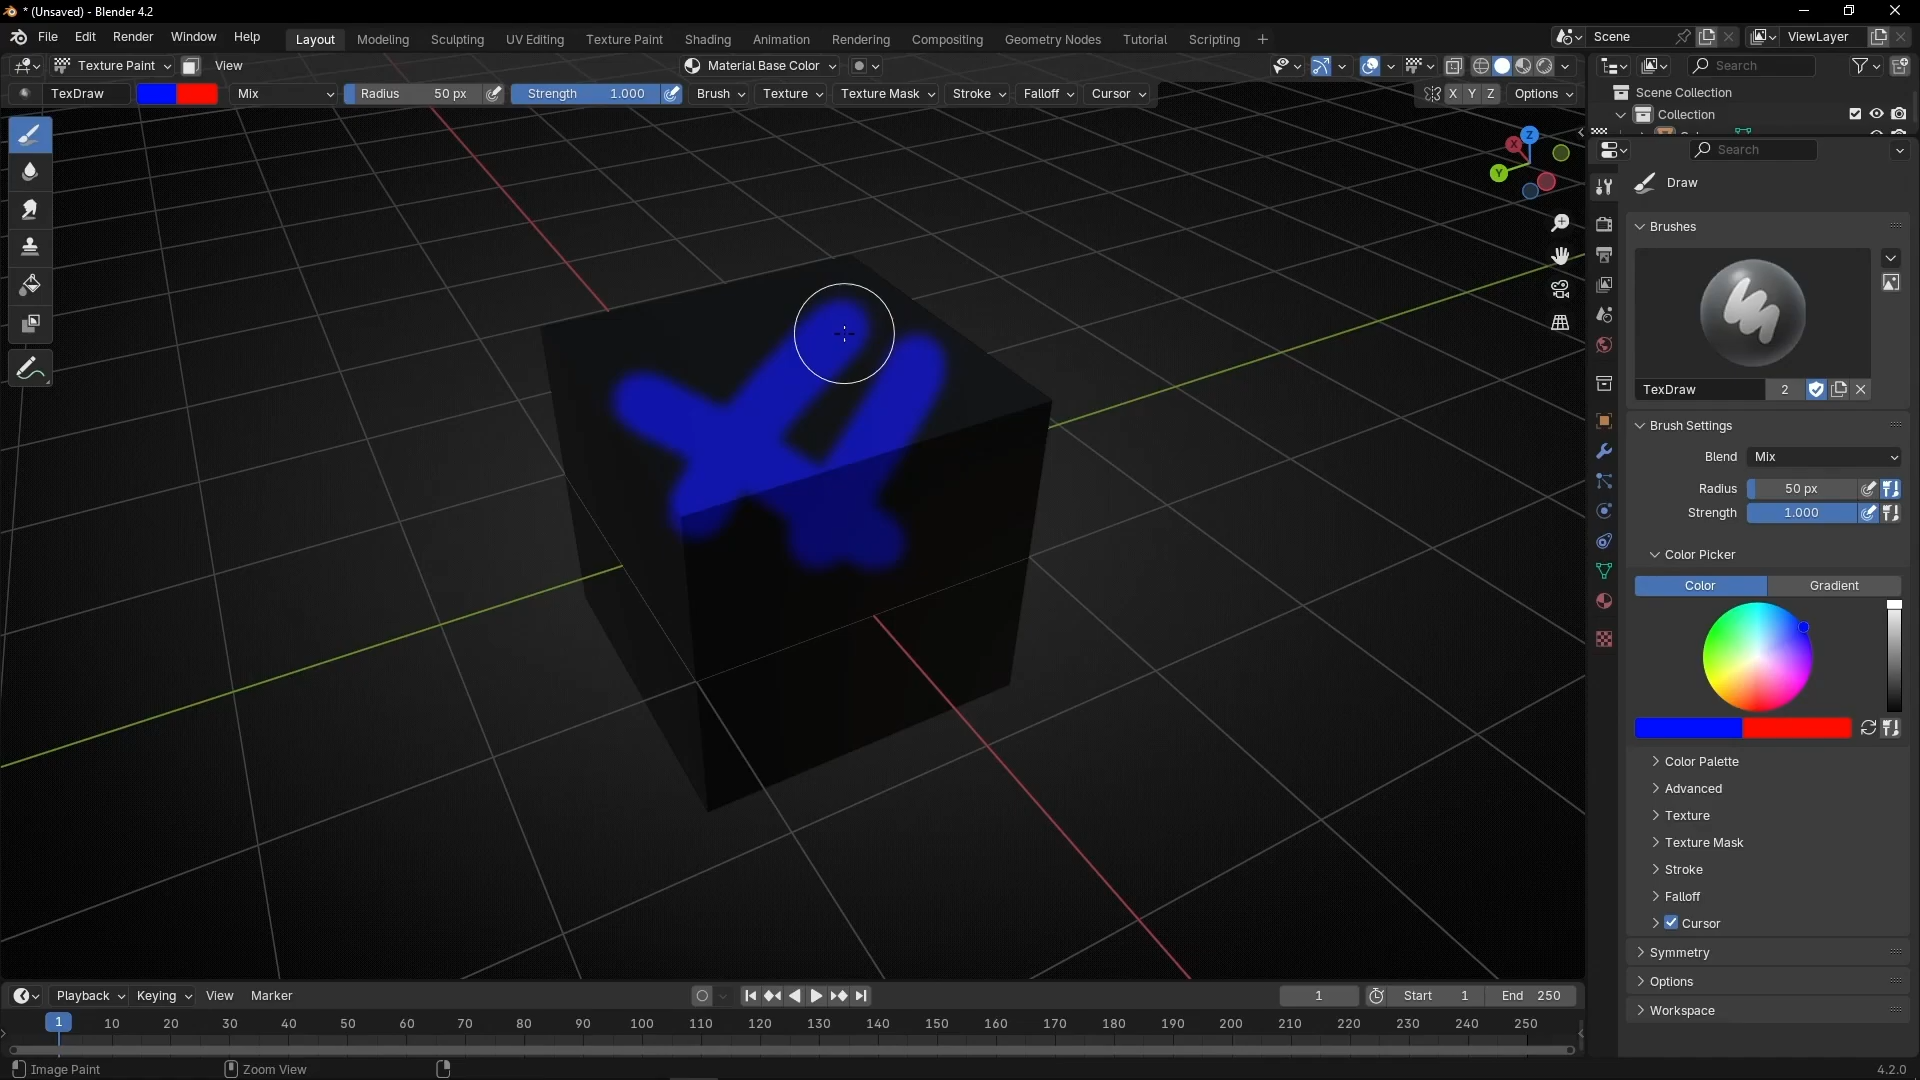 * (Unsaved) - Blender 4.2
File Edit Render Window Help
Layout Modeling Sculpting UV Editing Texture Paint Shading Animation Rendering Compositing Geometry Nodes Tutorial Scripting +
Scene
ViewLayer
Texture Paint View
Material Base Color
Search
TexDraw Mix Radius 50 px Strength 1.000 Brush Texture Texture Mask Stroke Falloff Cursor
X Y Z Options
Scene Collection
Collection
Z
X
Y
Search
Draw
Brushes
TexDraw 2
Brush Settings
Blend Mix
Radius 50 px
Strength 1.000
Color Picker
Color Gradient
Color Palette
Advanced
Texture
Texture Mask
Stroke
Falloff
Cursor
Symmetry
Options
Workspace
Playback Keying View Marker
1 Start 1 End 250
1 10 20 30 40 50 60 70 80 90 100 110 120 130 140 150 160 170 180 190 200 210 220 230 240 250
Image Paint Zoom View
4.2.0